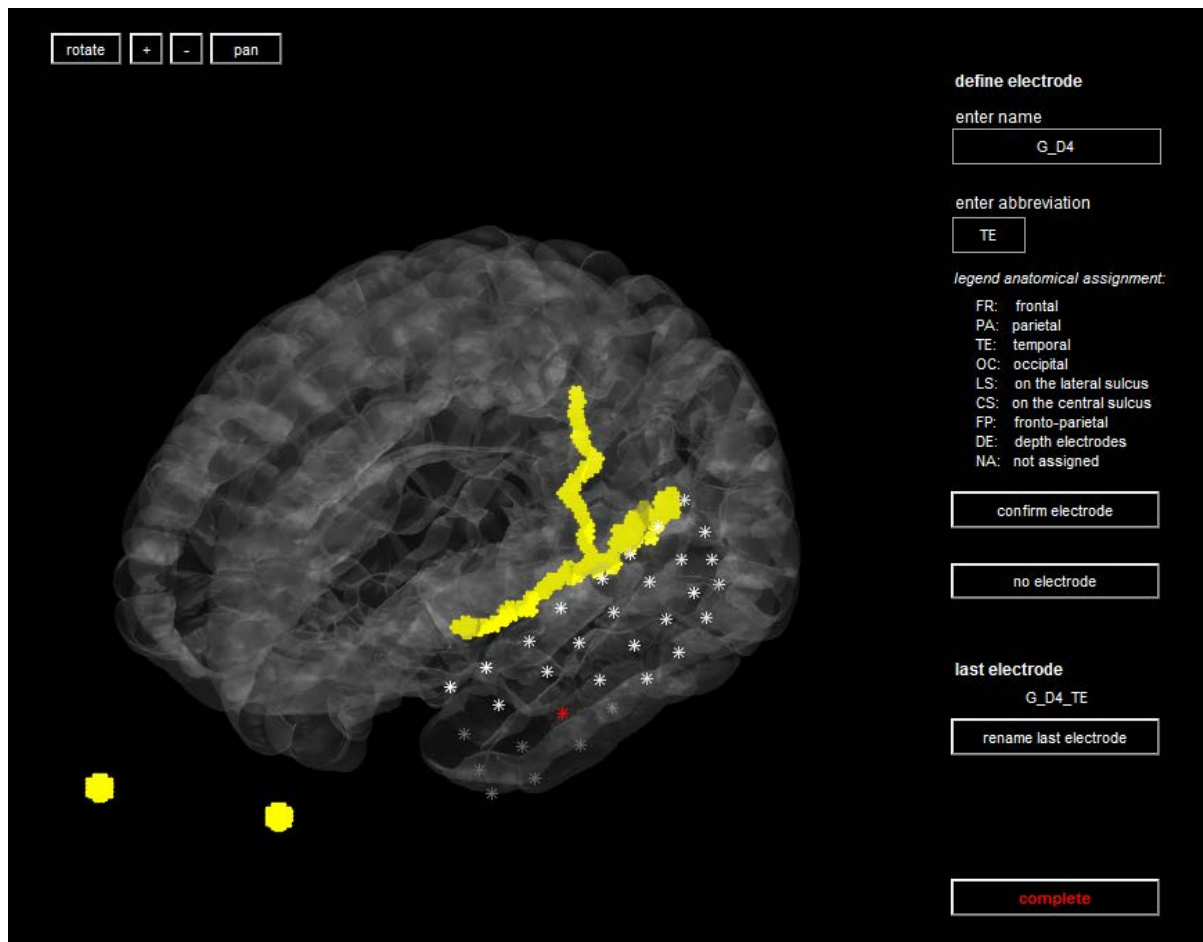 rotate + - pan
define electrode
enter name
G_D4
enter abbreviation
TE
legend anatomical assignment:
FR: frontal
PA: parietal
TE: temporal
OC: occipital
LS: on the lateral sulcus
CS: on the central sulcus
FP: fronto-parietal
DE: depth electrodes
NA: not assigned
confirm electrode
no electrode
last electrode
G_D4_TE
rename last electrode
complete